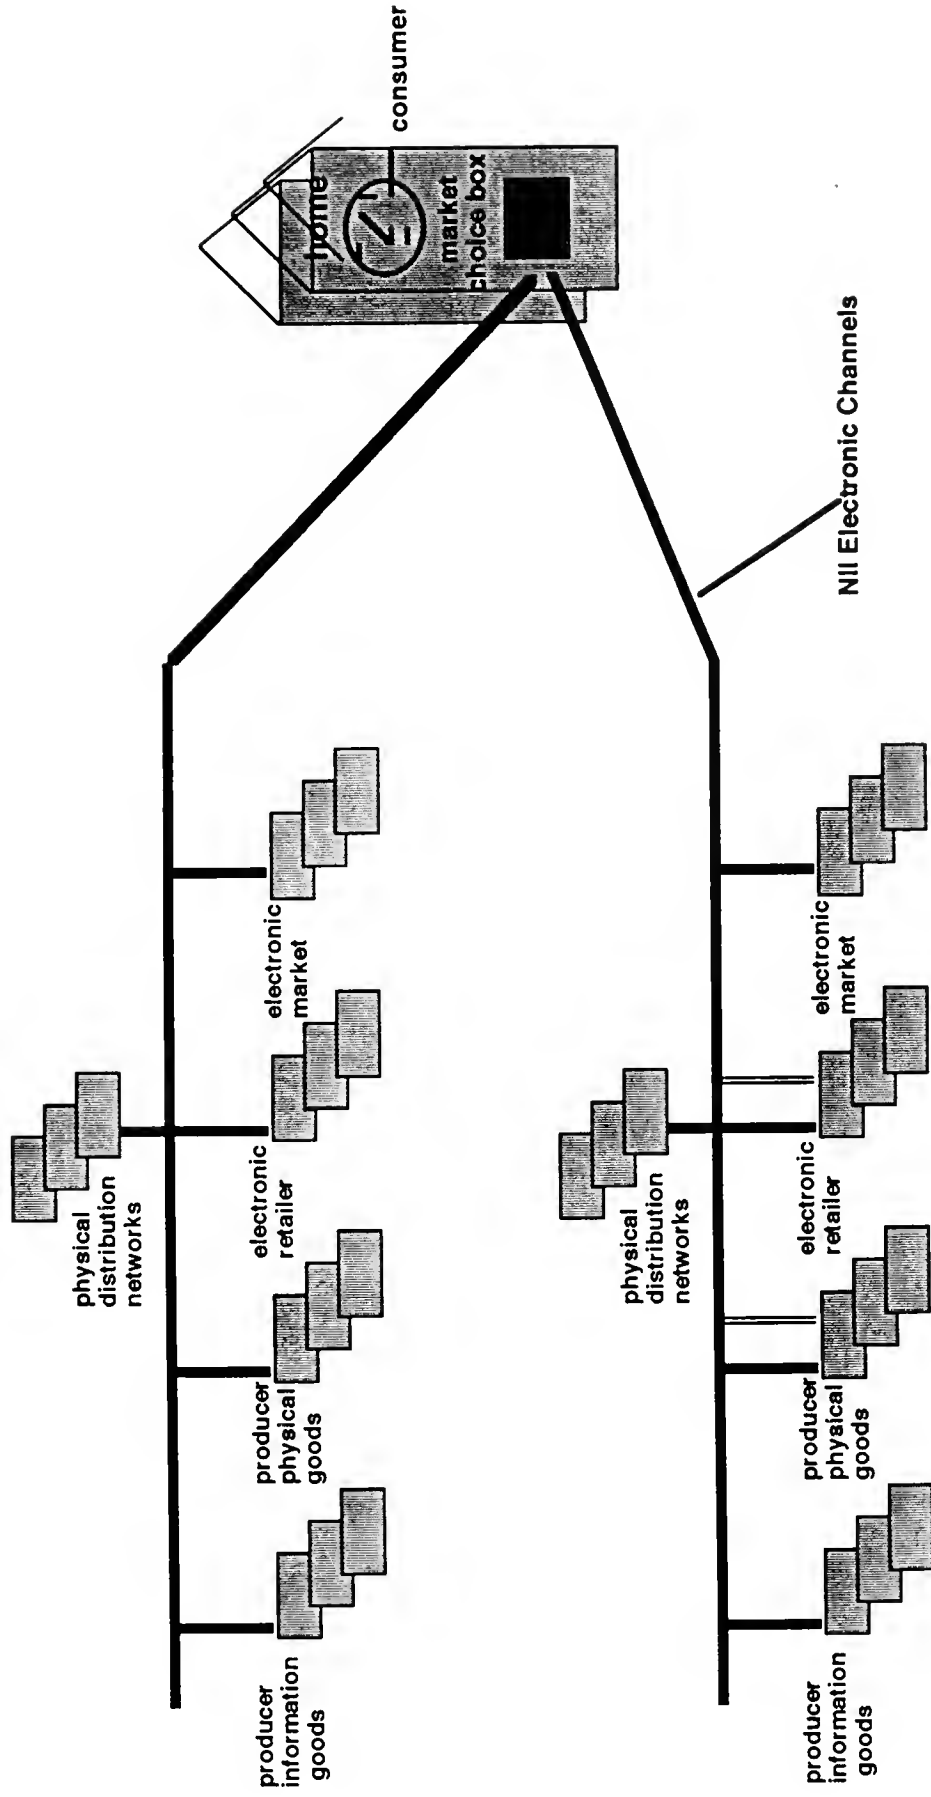 physical
distribution
networks
producer
information
goods
producer
physical
goods
electronic
retailer
electronic
market
home
consumer
market
choice box
NII Electronic Channels
physical
distribution
networks
producer
information
goods
producer
physical
goods
electronic
retailer
electronic
market